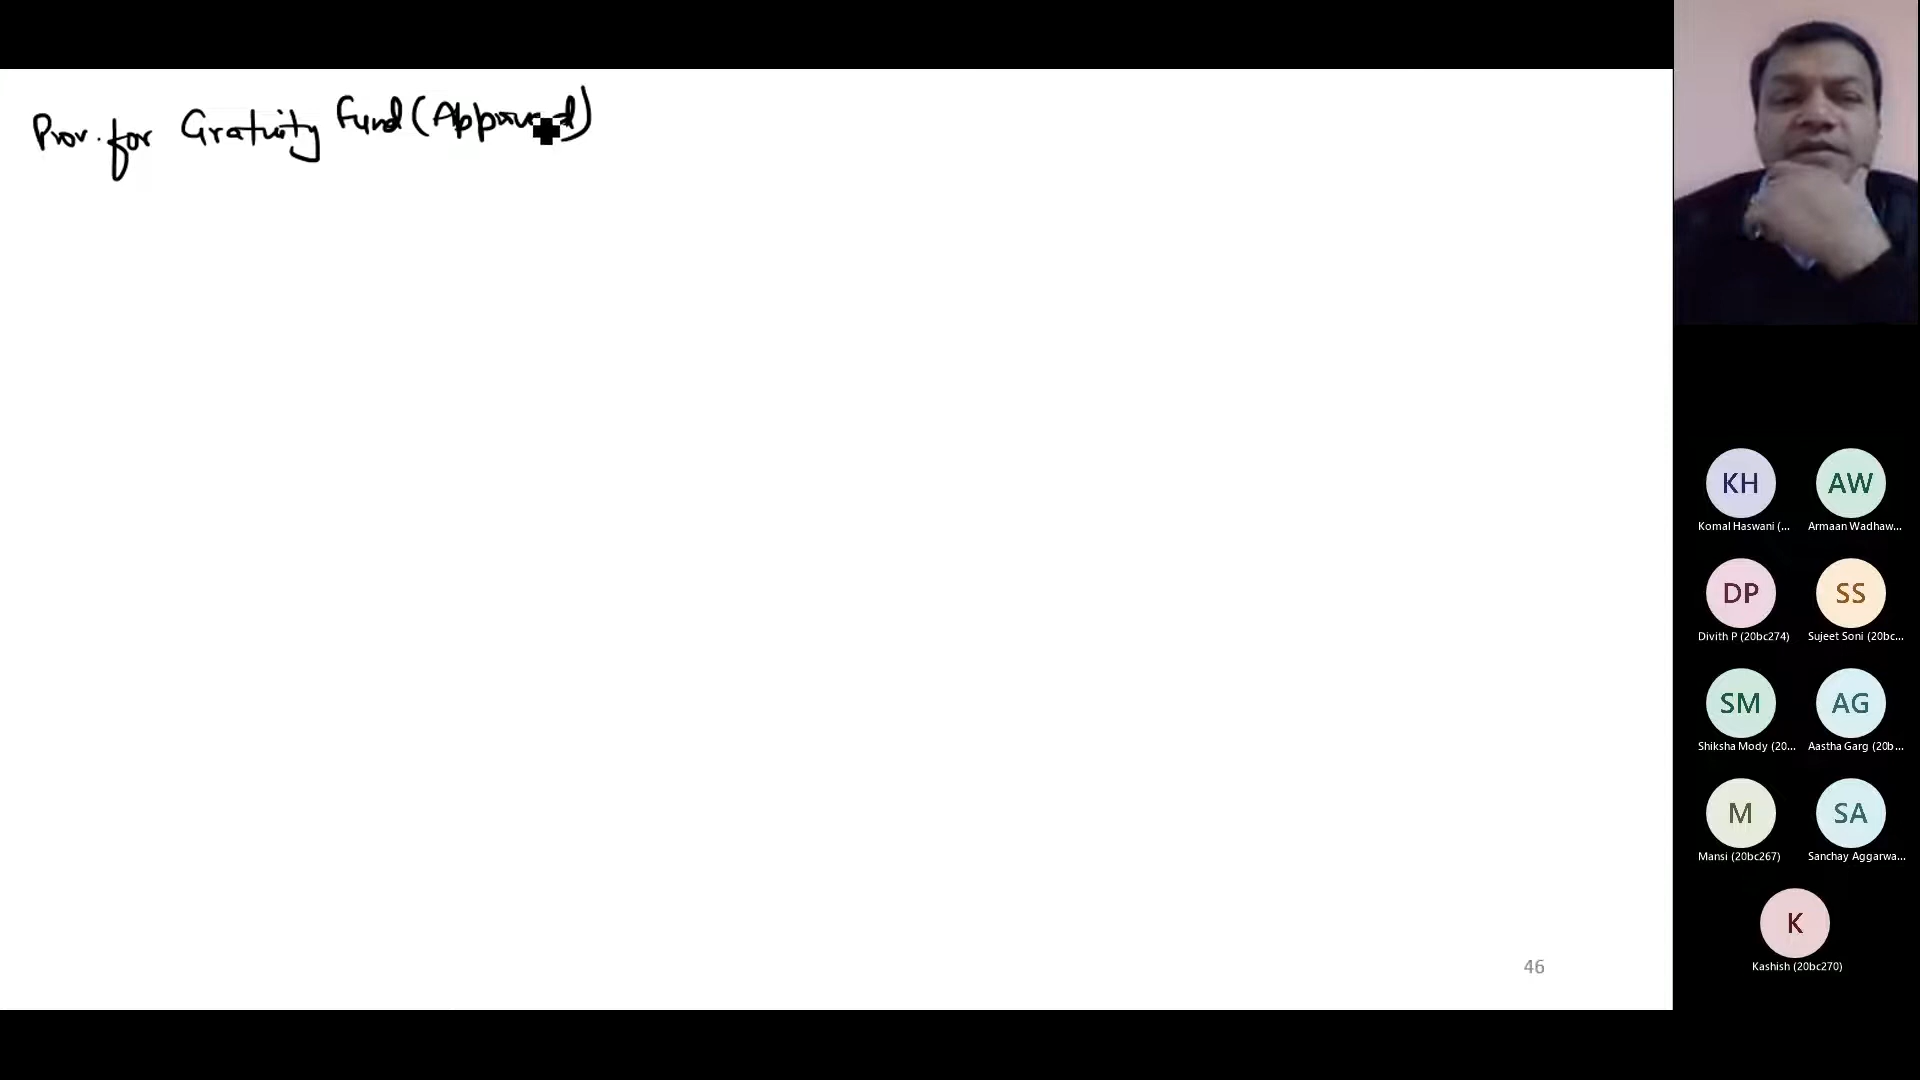 Prov. for Gratuity Fund (Approved)
KH
AW
Komal Haswani (...
Armaan Wadhaw...
DP
SS
Divith P (20bc274)
Sujeet Soni (20bc...
SM
AG
Shiksha Mody (20...
Aastha Garg (20b...
M
SA
Mansi (20bc267)
Sanchay Aggarwa...
K
Kashish (20bc270)
46